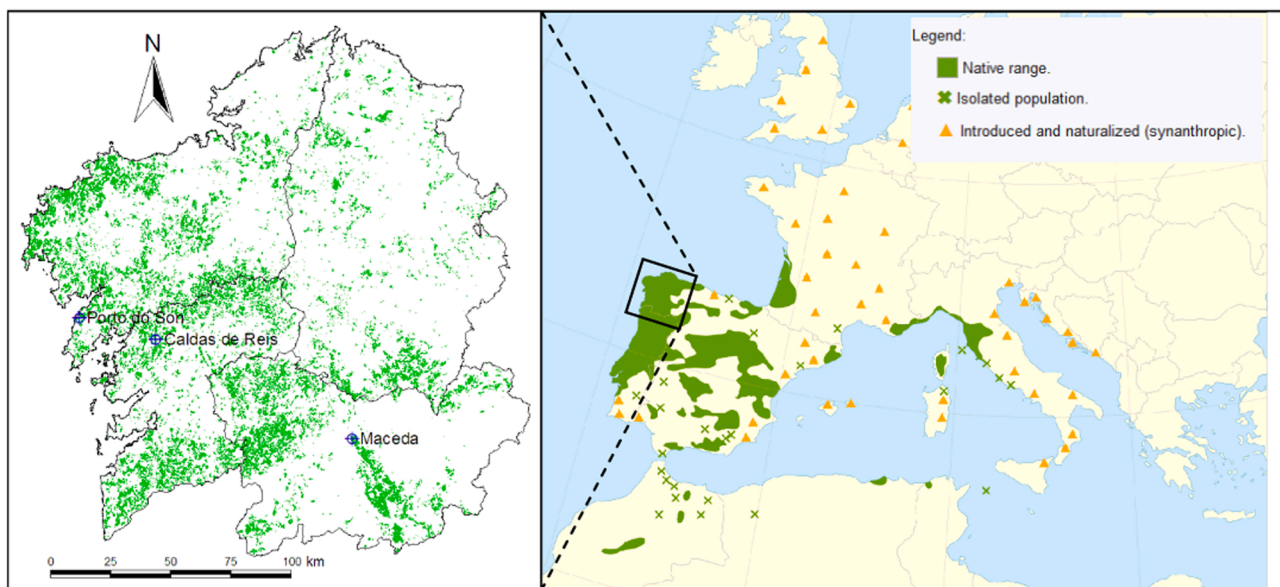 N
Porto do Son
Caldas de Reis
Maceda
0 25 50 75 100 km
Legend:
Native range.
Isolated population.
Introduced and naturalized (synanthropic).